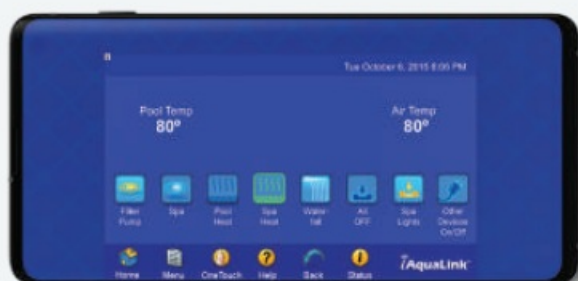 Tue October 6, 2015 6:06 PM
Pool Temp
80°
Air Temp
80°
Filter
Pump
Spa
Pool
Heat
Spa
Heat
Water-
fall
All
OFF
Spa
Lights
Other
Devices
On/Off
Home
Menu
OneTouch
Help
Back
Status
iAquaLink